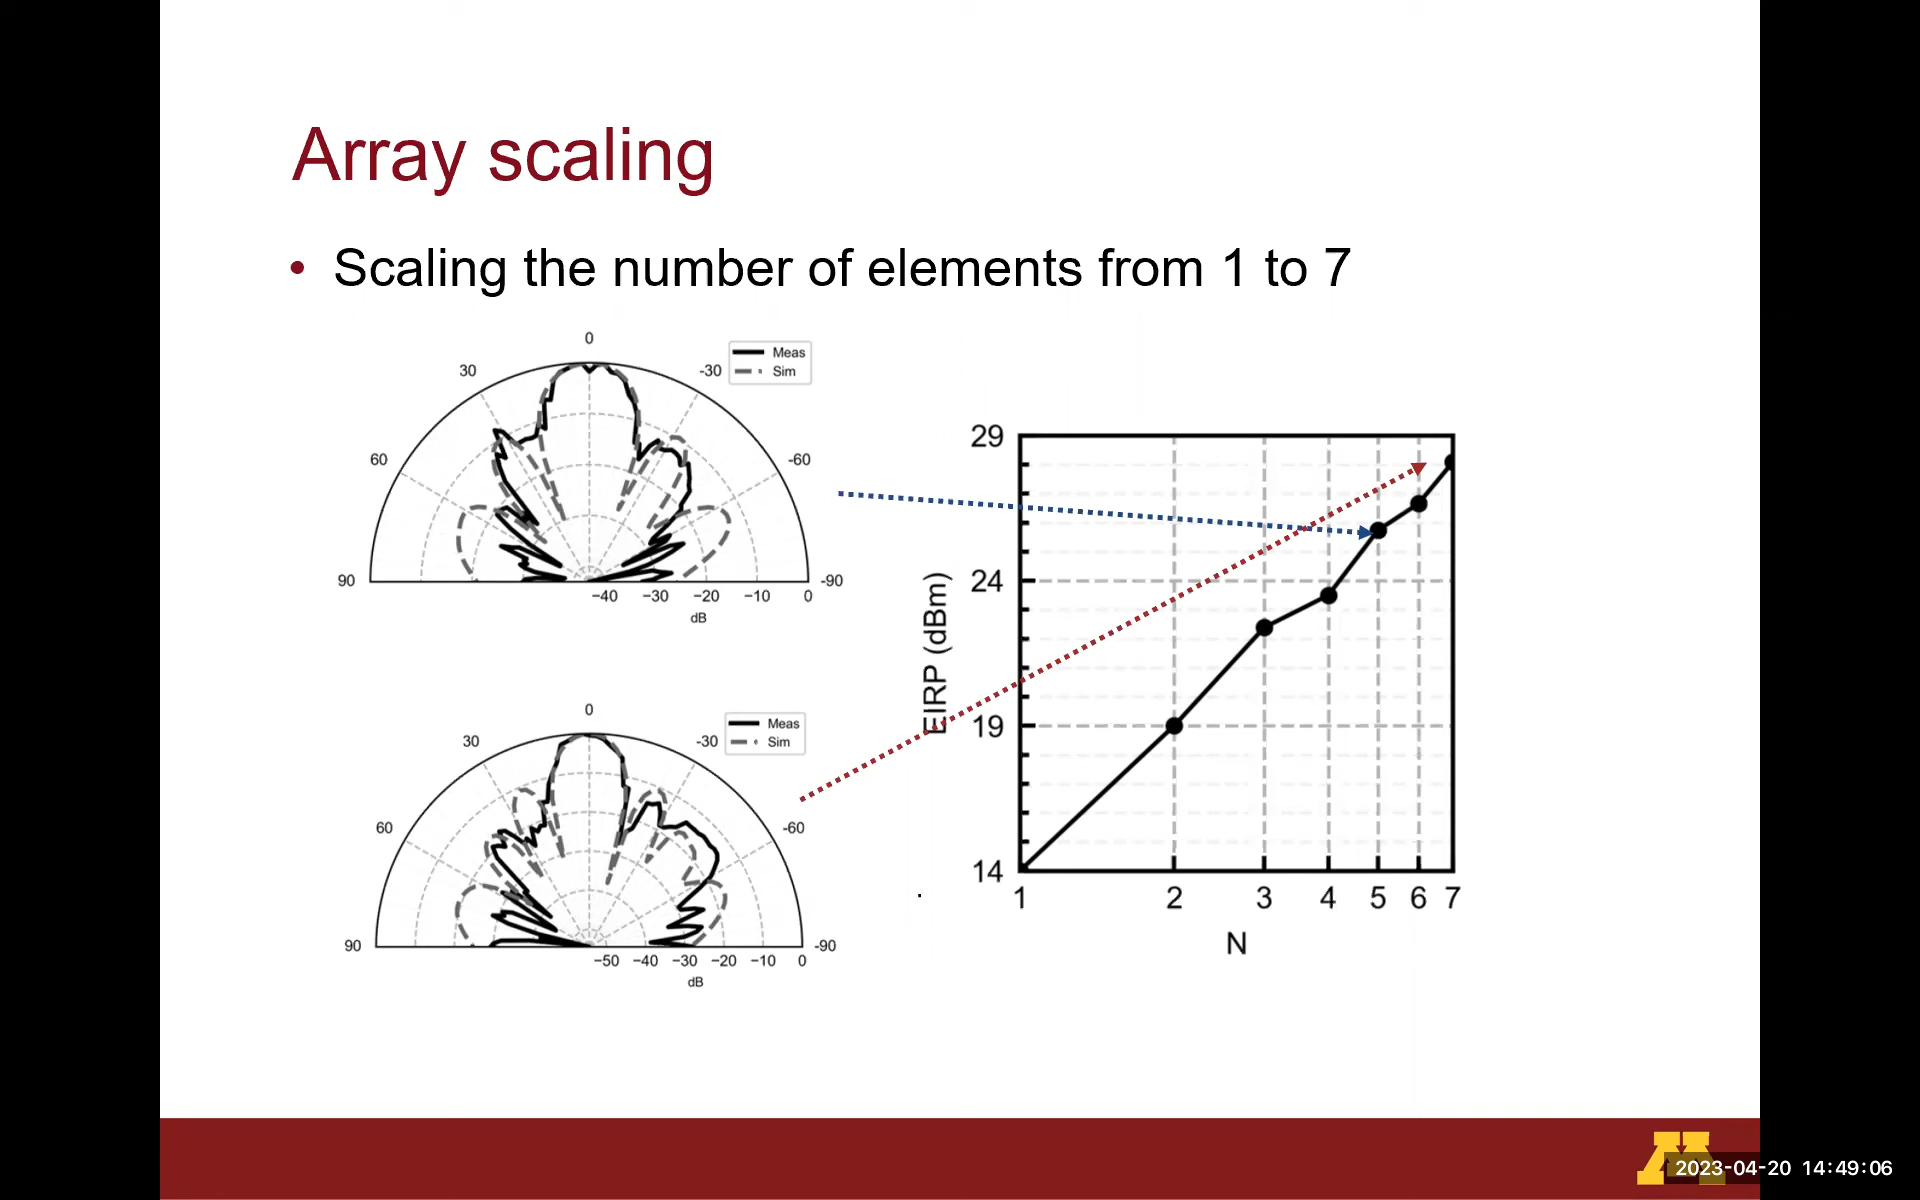 Array scaling
• Scaling the number of elements from 1 to 7
0
30
-30
60
-60
90
-90
Meas
Sim
−40 −30 −20 −10 0
dB
0
30
-30
60
-60
90
-90
Meas
Sim
−50 −40 −30 −20 −10 0
dB
29
24
19
14
EIRP (dBm)
1 2 3 4 5 6 7
N
M
2023-04-20 14:49:06